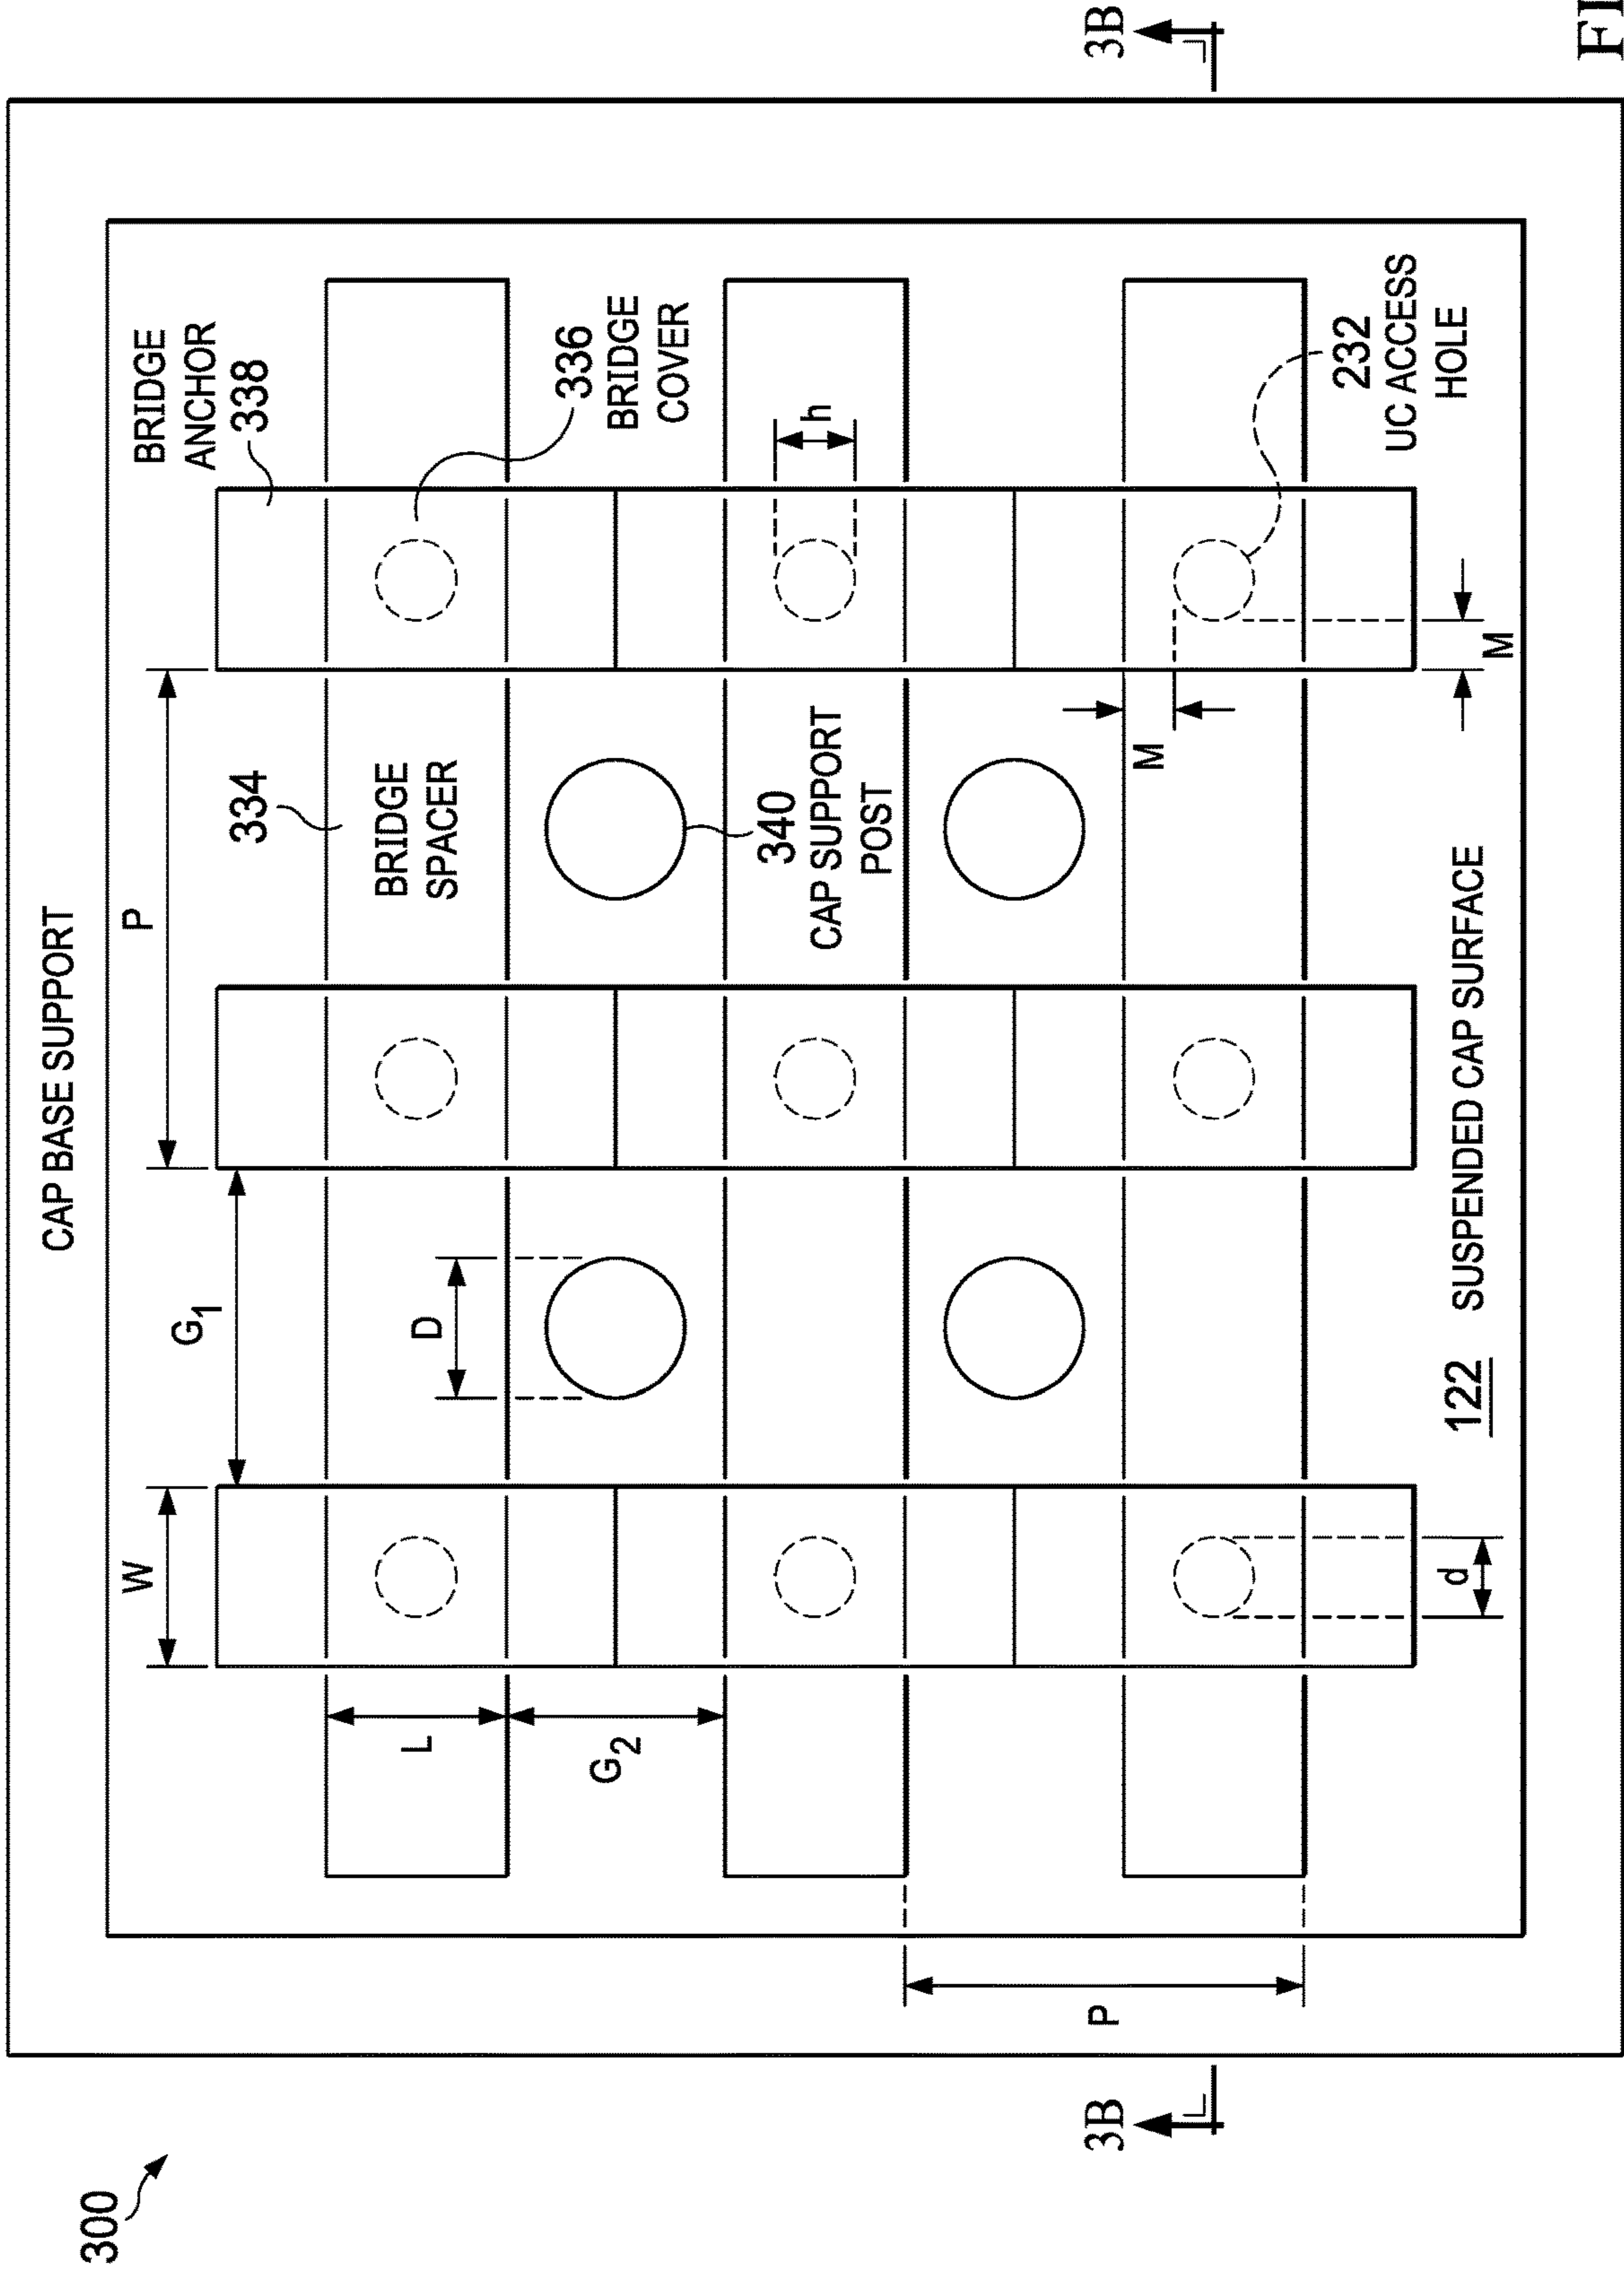 300
3B
3B
FI
CAP BASE SUPPORT
W
G1
P
BRIDGE
ANCHOR
338
L
G2
D
334
BRIDGE
SPACER
336
BRIDGE
COVER
h
340
CAP SUPPORT
POST
P
M
M
232
UC ACCESS
HOLE
d
122 SUSPENDED CAP SURFACE